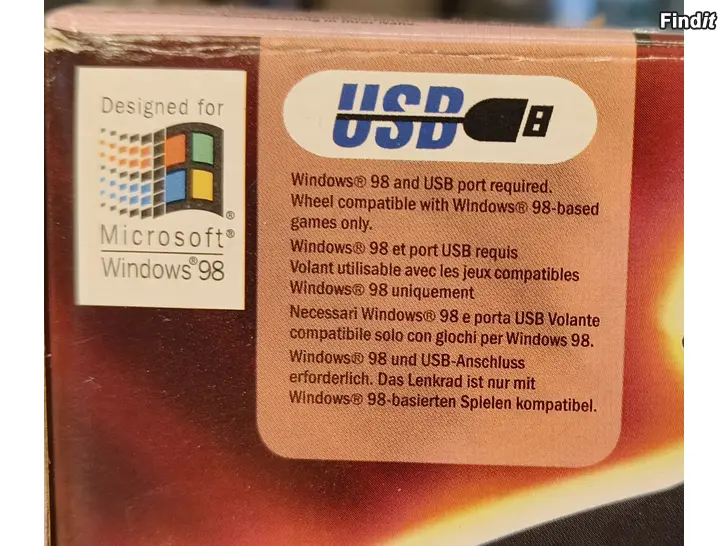 Findit
Designed for
Microsoft®
Windows®98
USB
Windows® 98 and USB port required.
Wheel compatible with Windows® 98-based
games only.
Windows® 98 et port USB requis
Volant utilisable avec les jeux compatibles
Windows® 98 uniquement
Necessari Windows® 98 e porta USB Volante
compatibile solo con giochi per Windows 98.
Windows® 98 und USB-Anschluss
erforderlich. Das Lenkrad ist nur mit
Windows® 98-basierten Spielen kompatibel.